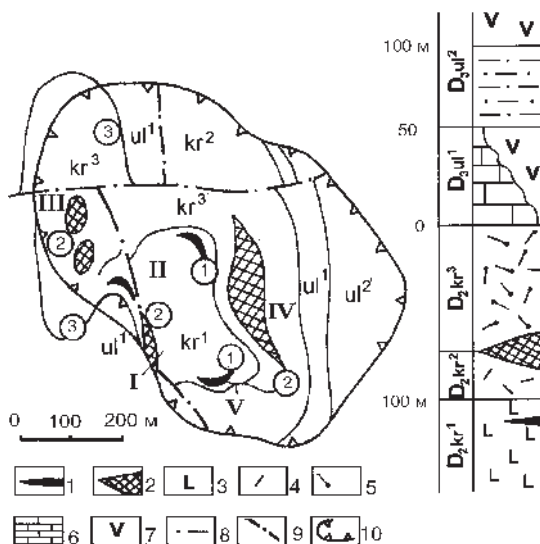 100 м
V V
D₃ul²
50
D₃ul¹
V V
V
0
D₂kr³
D₂kr²
100 м
D₂kr¹
L
L L
L L
L L
3
ul¹
kr²
kr³
kr³
III
2
II
1
ul¹
ul²
3
2
IV
kr¹
ul¹
1
I
V
2
0 100 200 м
1 2 L 3 4 5
6 V 7 8 9 10